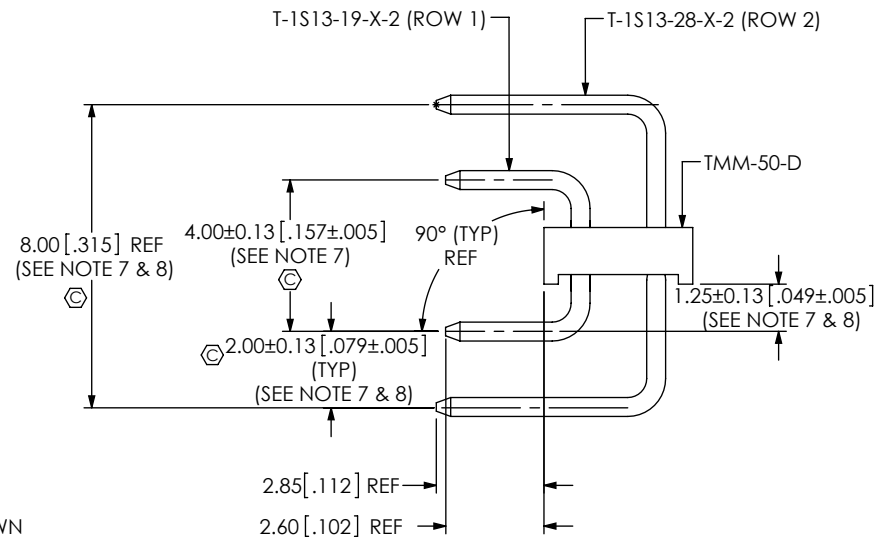 T-1S13-19-X-2 (ROW 1)
T-1S13-28-X-2 (ROW 2)
TMM-50-D
8.00 [.315] REF
(SEE NOTE 7 & 8)
C
4.00±0.13 [.157±.005]
(SEE NOTE 7)
C
90° (TYP)
REF
1.25±0.13 [.049±.005]
(SEE NOTE 7 & 8)
C 2.00±0.13 [.079±.005]
(TYP)
(SEE NOTE 7 & 8)
2.85 [.112] REF
2.60 [.102] REF